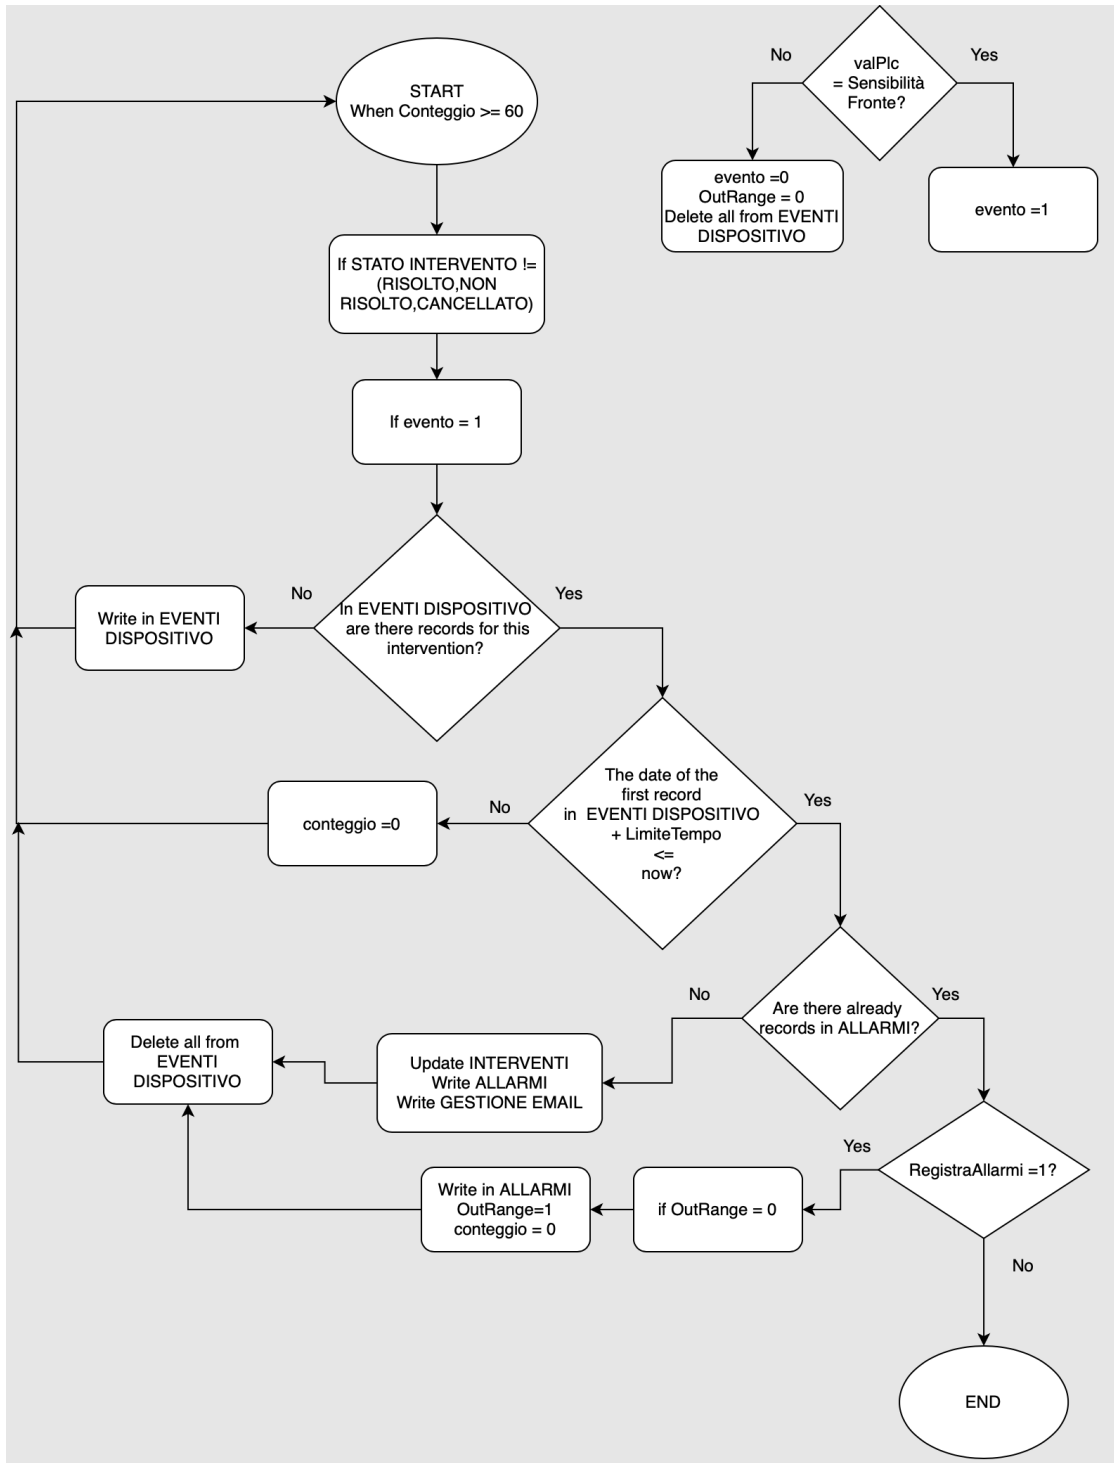 START
When Conteggio >= 60
If STATO INTERVENTO !=
(RISOLTO,NON
RISOLTO,CANCELLATO)
If evento = 1
In EVENTI DISPOSITIVO
are there records for this
intervention?
No
Yes
Write in EVENTI
DISPOSITIVO
The date of the
first record
in EVENTI DISPOSITIVO
+ LimiteTempo
<=
now?
No
Yes
conteggio =0
Are there already
records in ALLARMI?
No
Yes
Update INTERVENTI
Write ALLARMI
Write GESTIONE EMAIL
Delete all from
EVENTI
DISPOSITIVO
RegistraAllarmi =1?
Yes
No
if OutRange = 0
Write in ALLARMI
OutRange=1
conteggio = 0
END
valPlc
= Sensibilità
Fronte?
No
Yes
evento =0
OutRange = 0
Delete all from EVENTI
DISPOSITIVO
evento =1